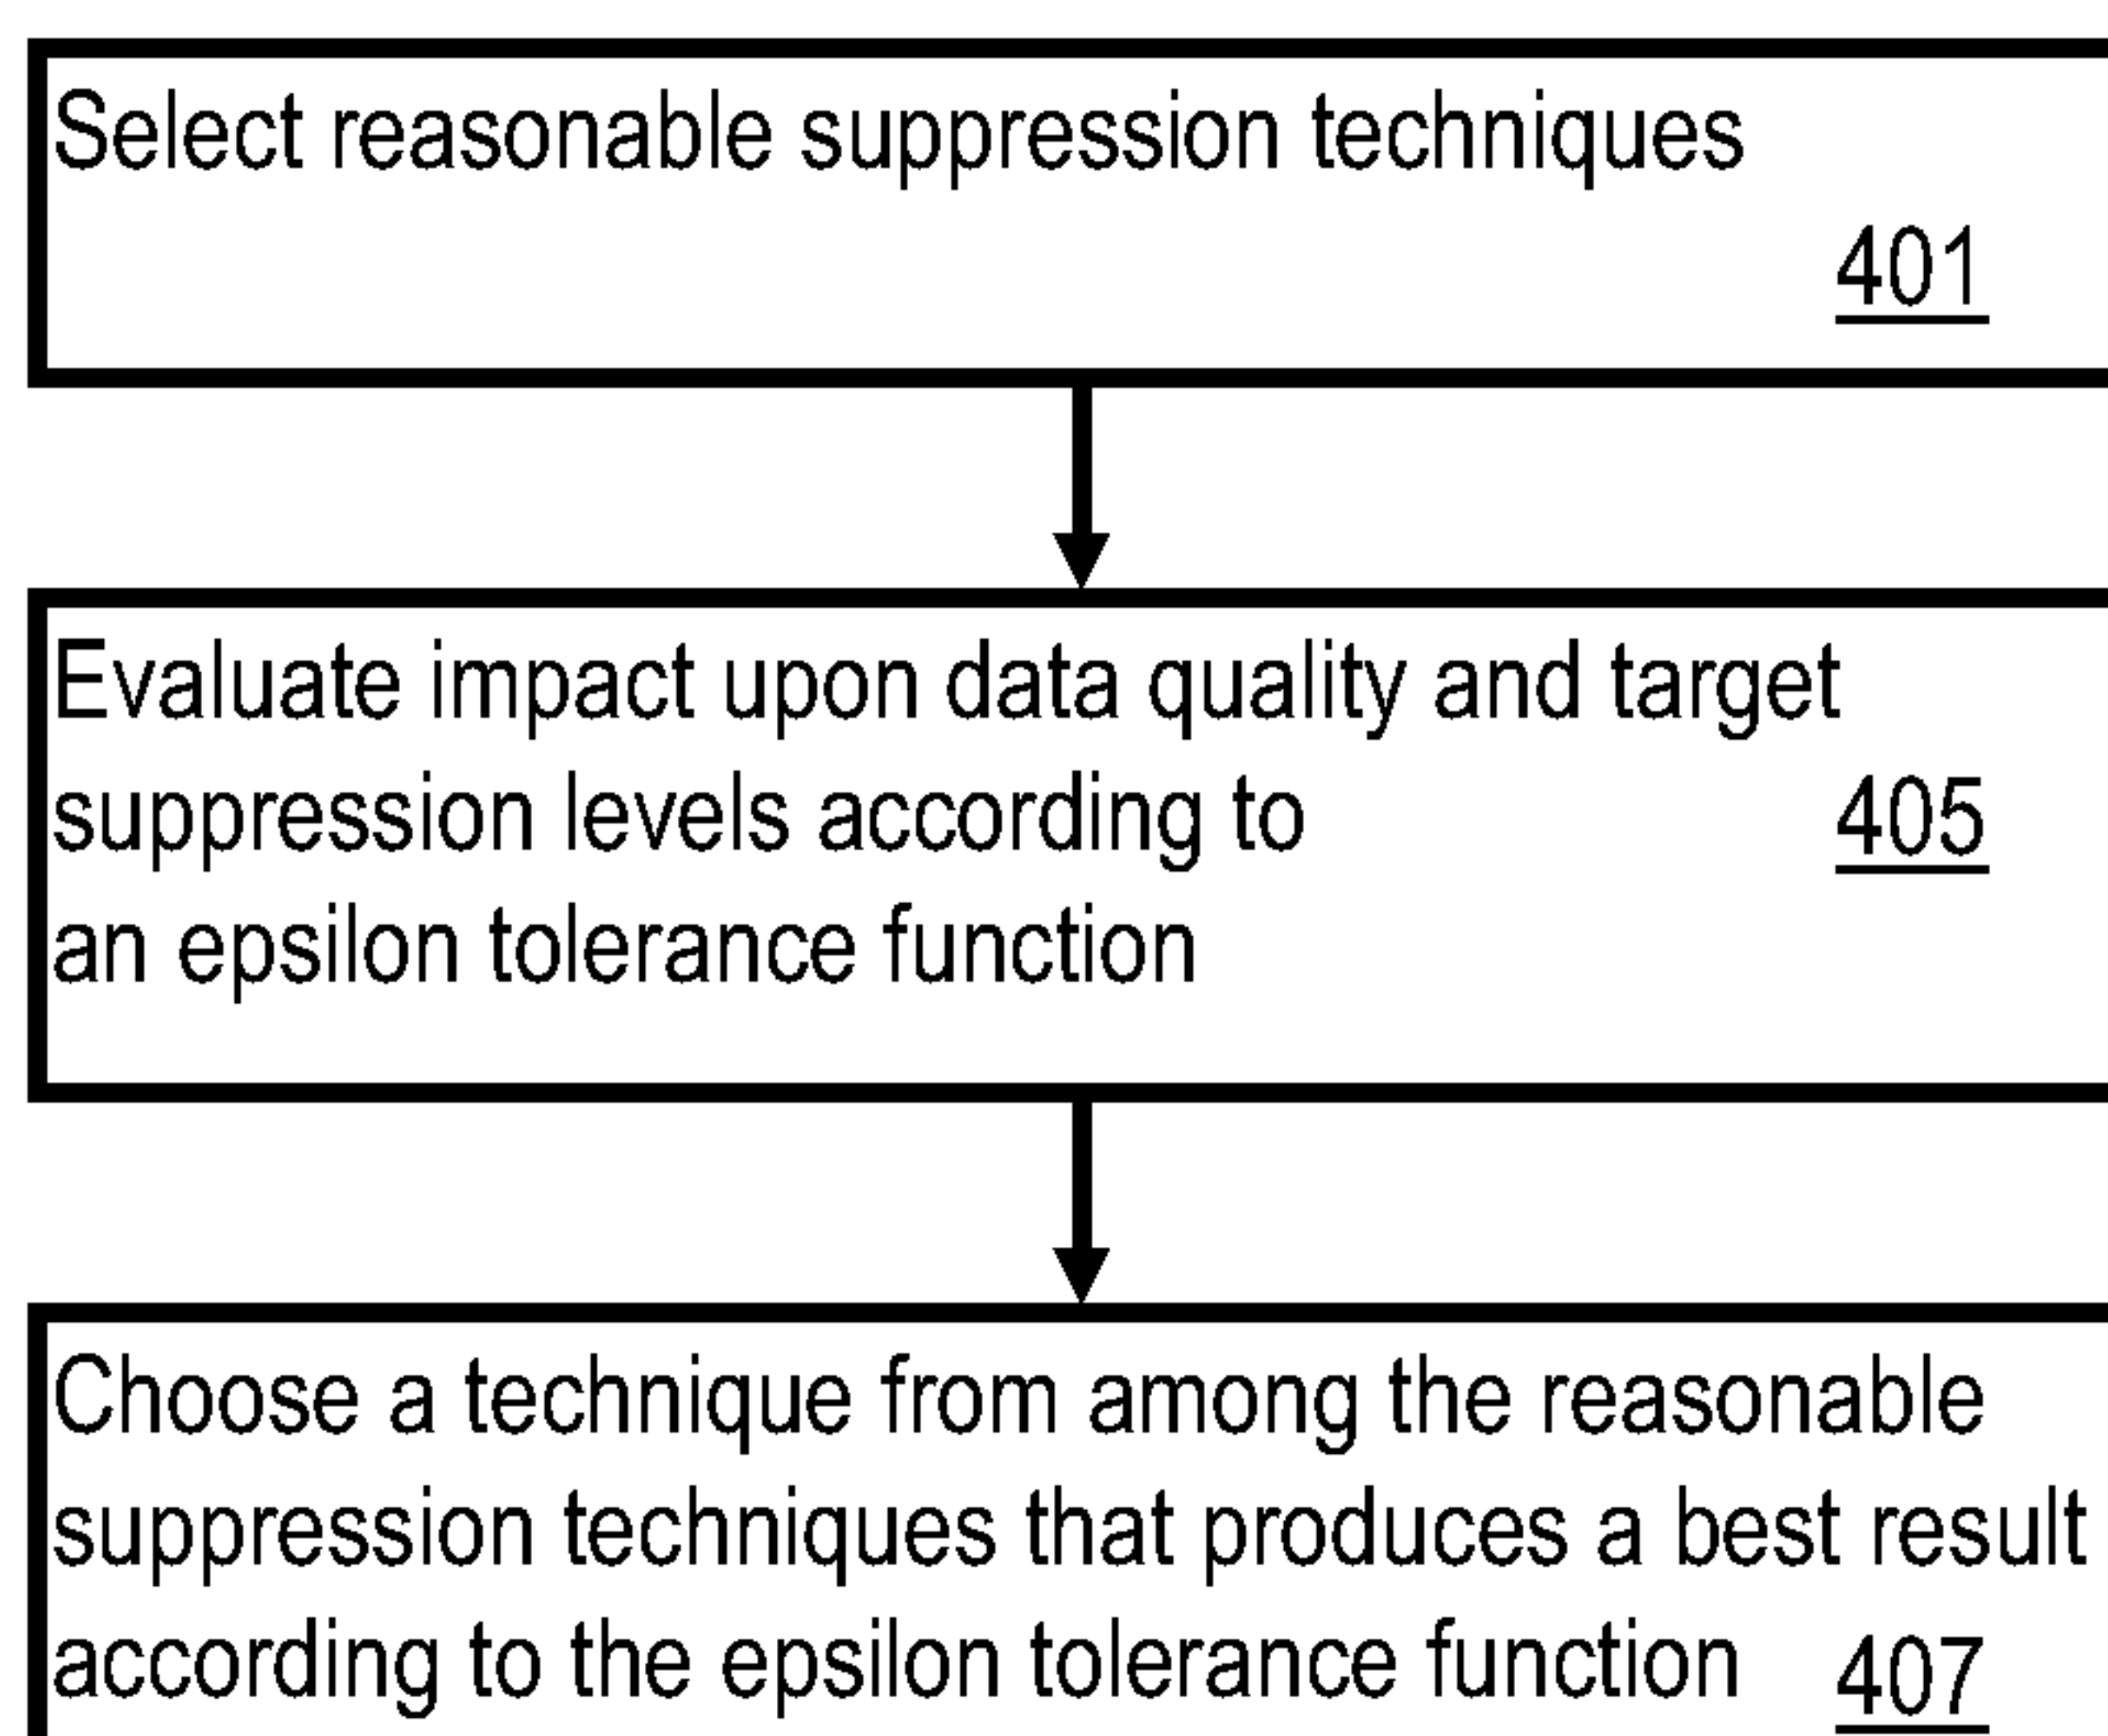 Select reasonable suppression techniques
401
Evaluate impact upon data quality and target
suppression levels according to 405
an epsilon tolerance function
Choose a technique from among the reasonable
suppression techniques that produces a best result
according to the epsilon tolerance function 407